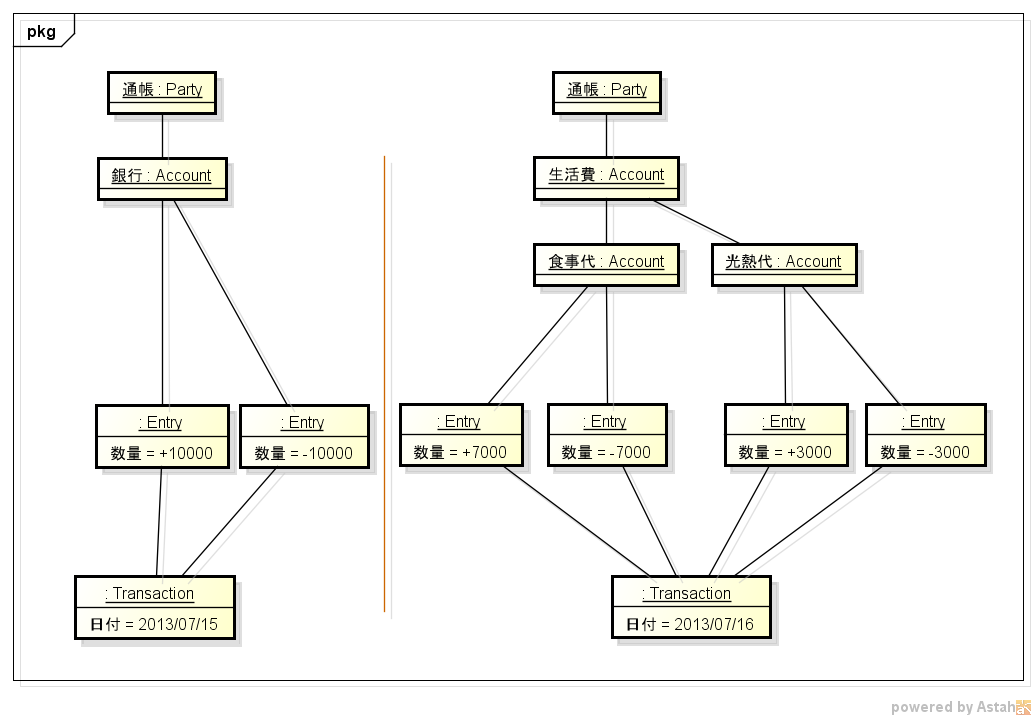 pkg
通帳 : Party
銀行 : Account
: Entry
数量 = +10000
: Entry
数量 = -10000
: Transaction
日付 = 2013/07/15
通帳 : Party
生活費 : Account
食事代 : Account
光熱代 : Account
: Entry
数量 = +7000
: Entry
数量 = -7000
: Entry
数量 = +3000
: Entry
数量 = -3000
: Transaction
日付 = 2013/07/16
powered by Astah